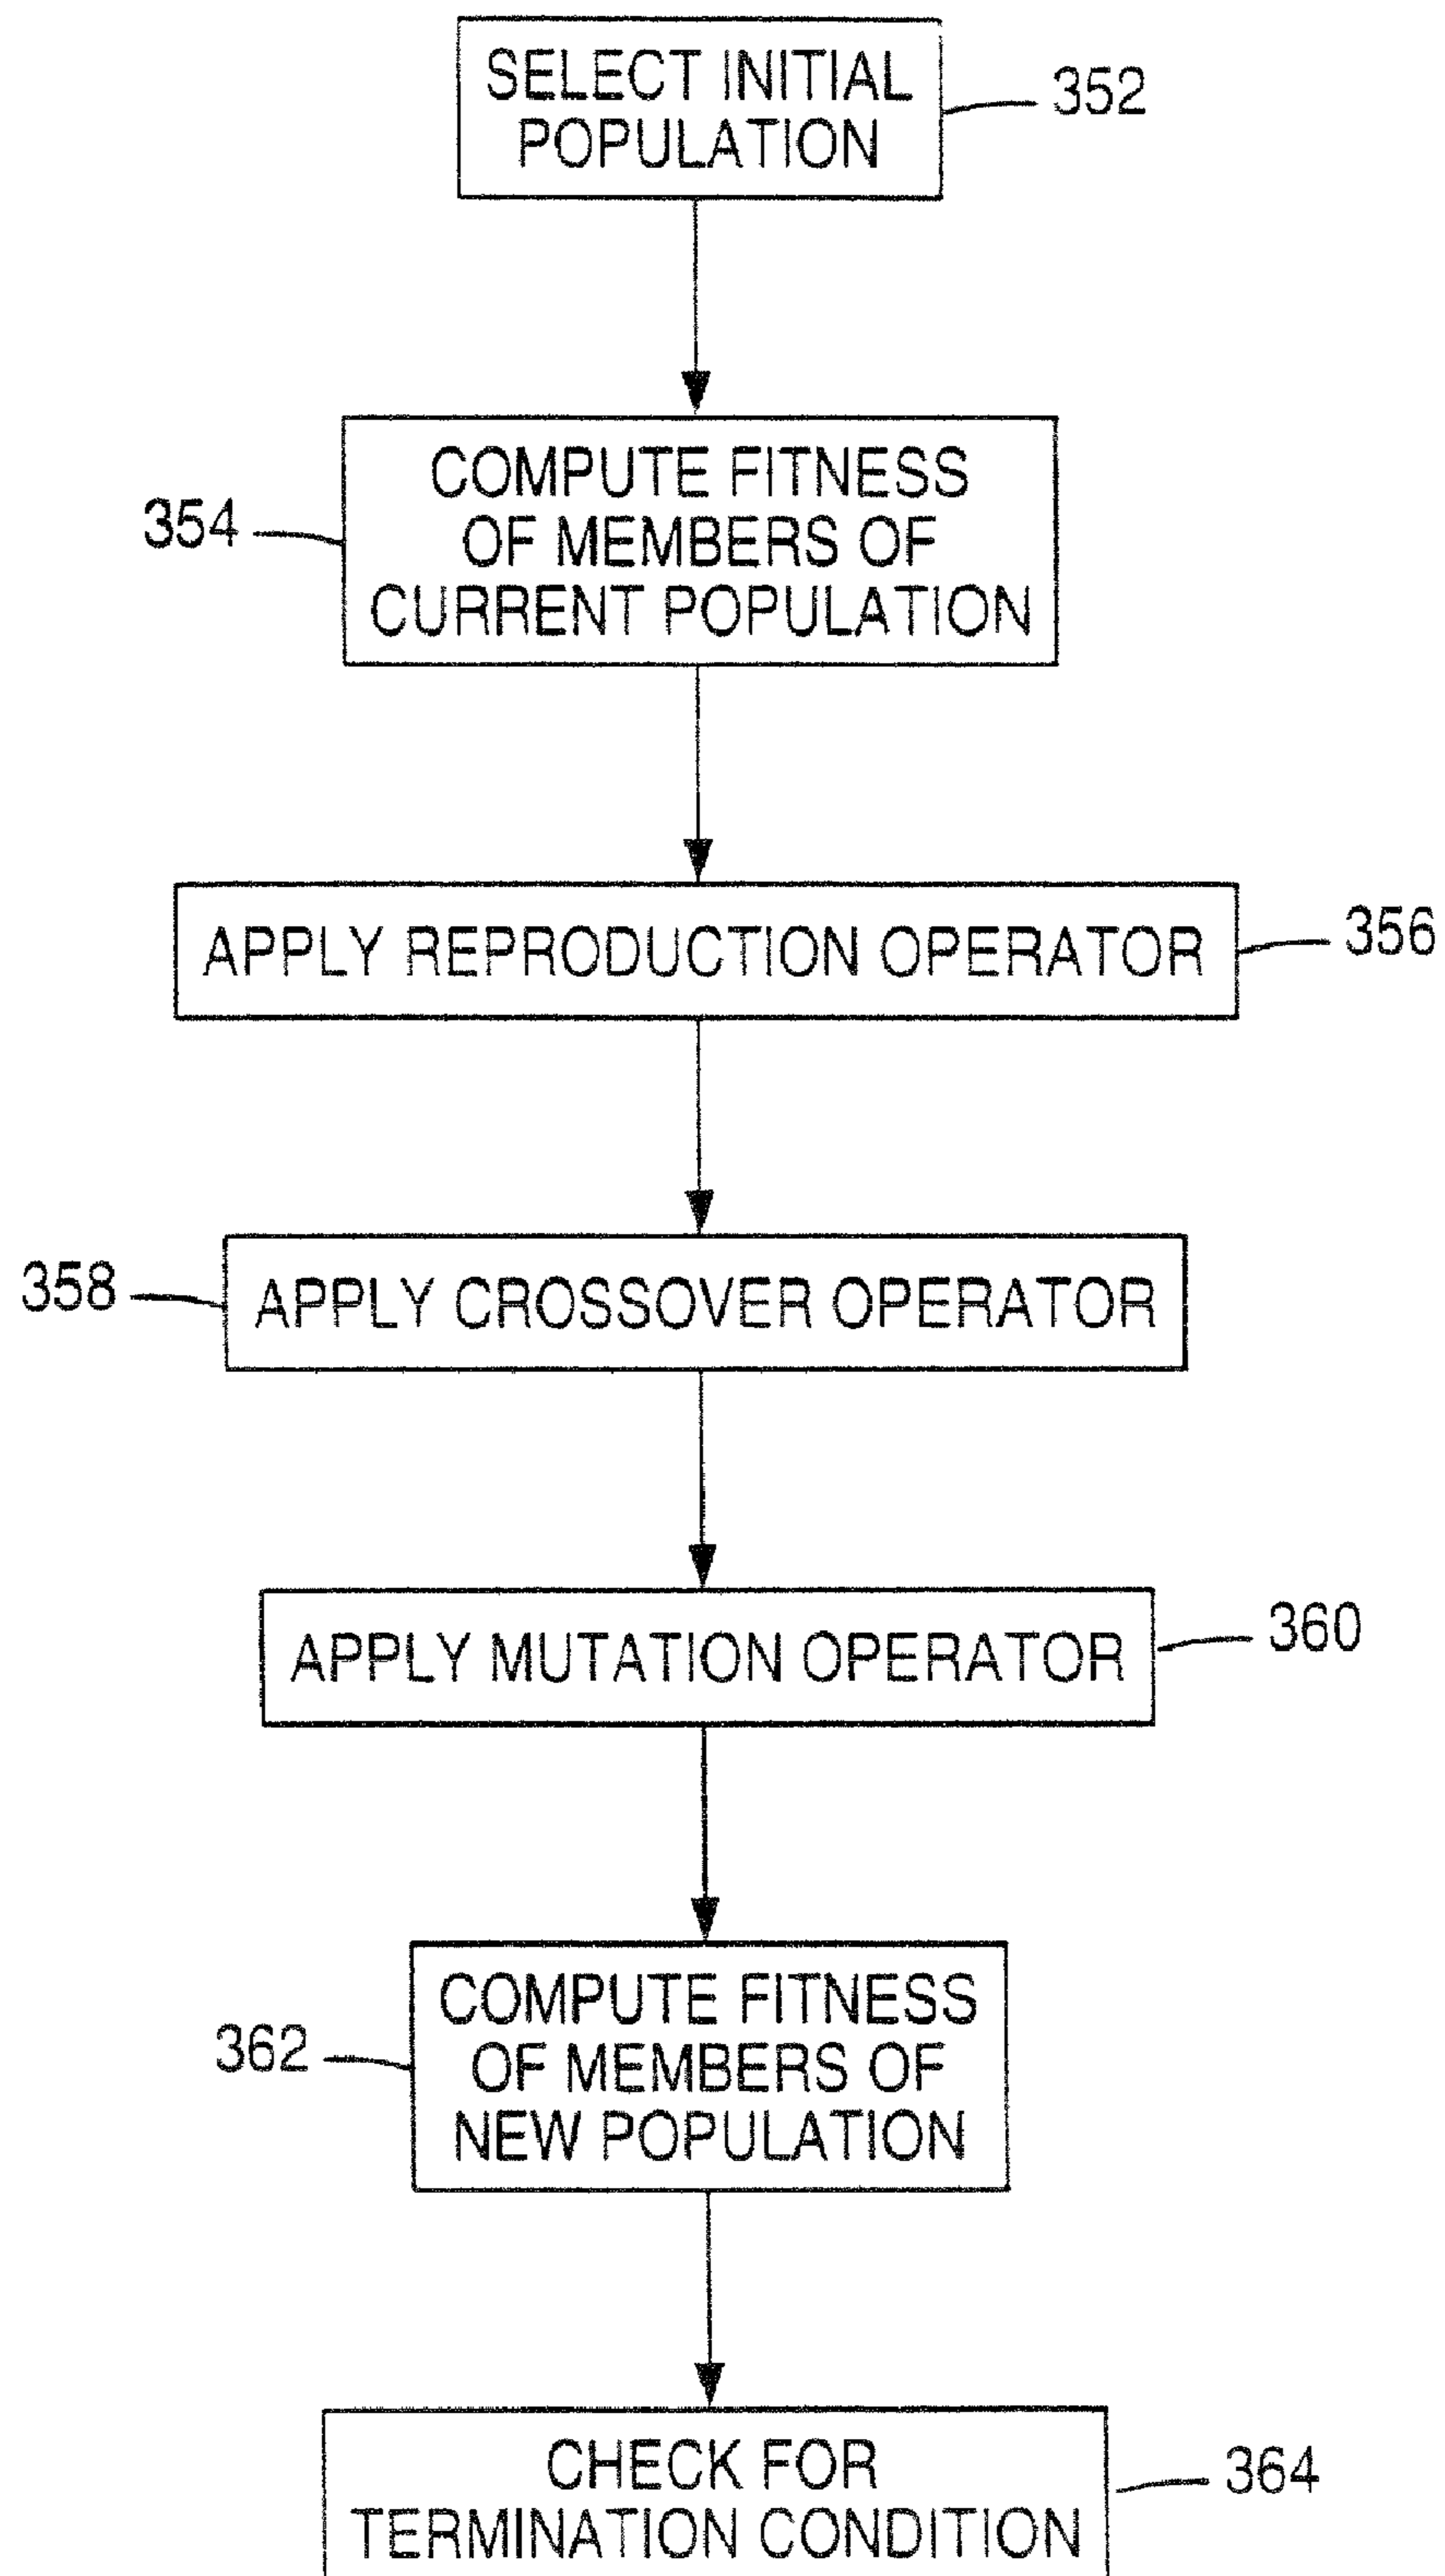 SELECT INITIAL
POPULATION
352
COMPUTE FITNESS
OF MEMBERS OF
CURRENT POPULATION
354
APPLY REPRODUCTION OPERATOR
356
APPLY CROSSOVER OPERATOR
358
APPLY MUTATION OPERATOR
360
COMPUTE FITNESS
OF MEMBERS OF
NEW POPULATION
362
CHECK FOR
TERMINATION CONDITION
364